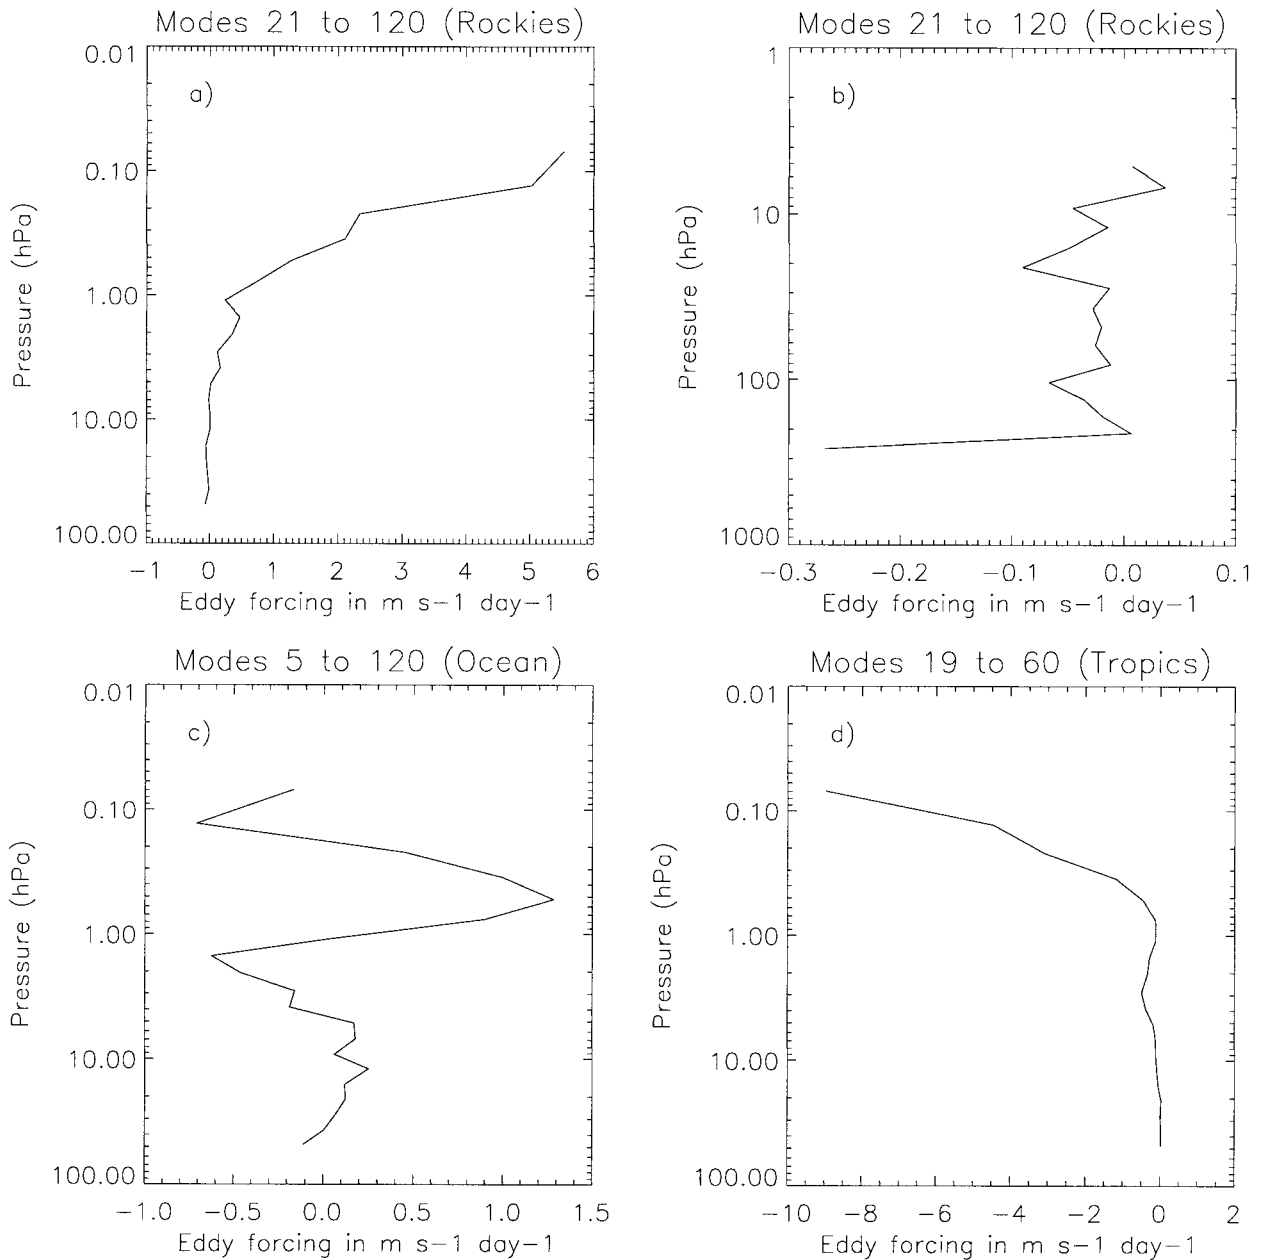 Modes 21 to 120 (Rockies)
a)
0.01
0.10
1.00
10.00
100.00
Pressure (hPa)
−1 0 1 2 3 4 5 6
Eddy forcing in m s−1 day−1
Modes 21 to 120 (Rockies)
b)
1
10
100
1000
Pressure (hPa)
−0.3 −0.2 −0.1 0.0 0.1
Eddy forcing in m s−1 day−1
Modes 5 to 120 (Ocean)
c)
0.01
0.10
1.00
10.00
100.00
Pressure (hPa)
−1.0 −0.5 0.0 0.5 1.0 1.5
Eddy forcing in m s−1 day−1
Modes 19 to 60 (Tropics)
d)
0.01
0.10
1.00
10.00
100.00
Pressure (hPa)
−10 −8 −6 −4 −2 0 2
Eddy forcing in m s−1 day−1